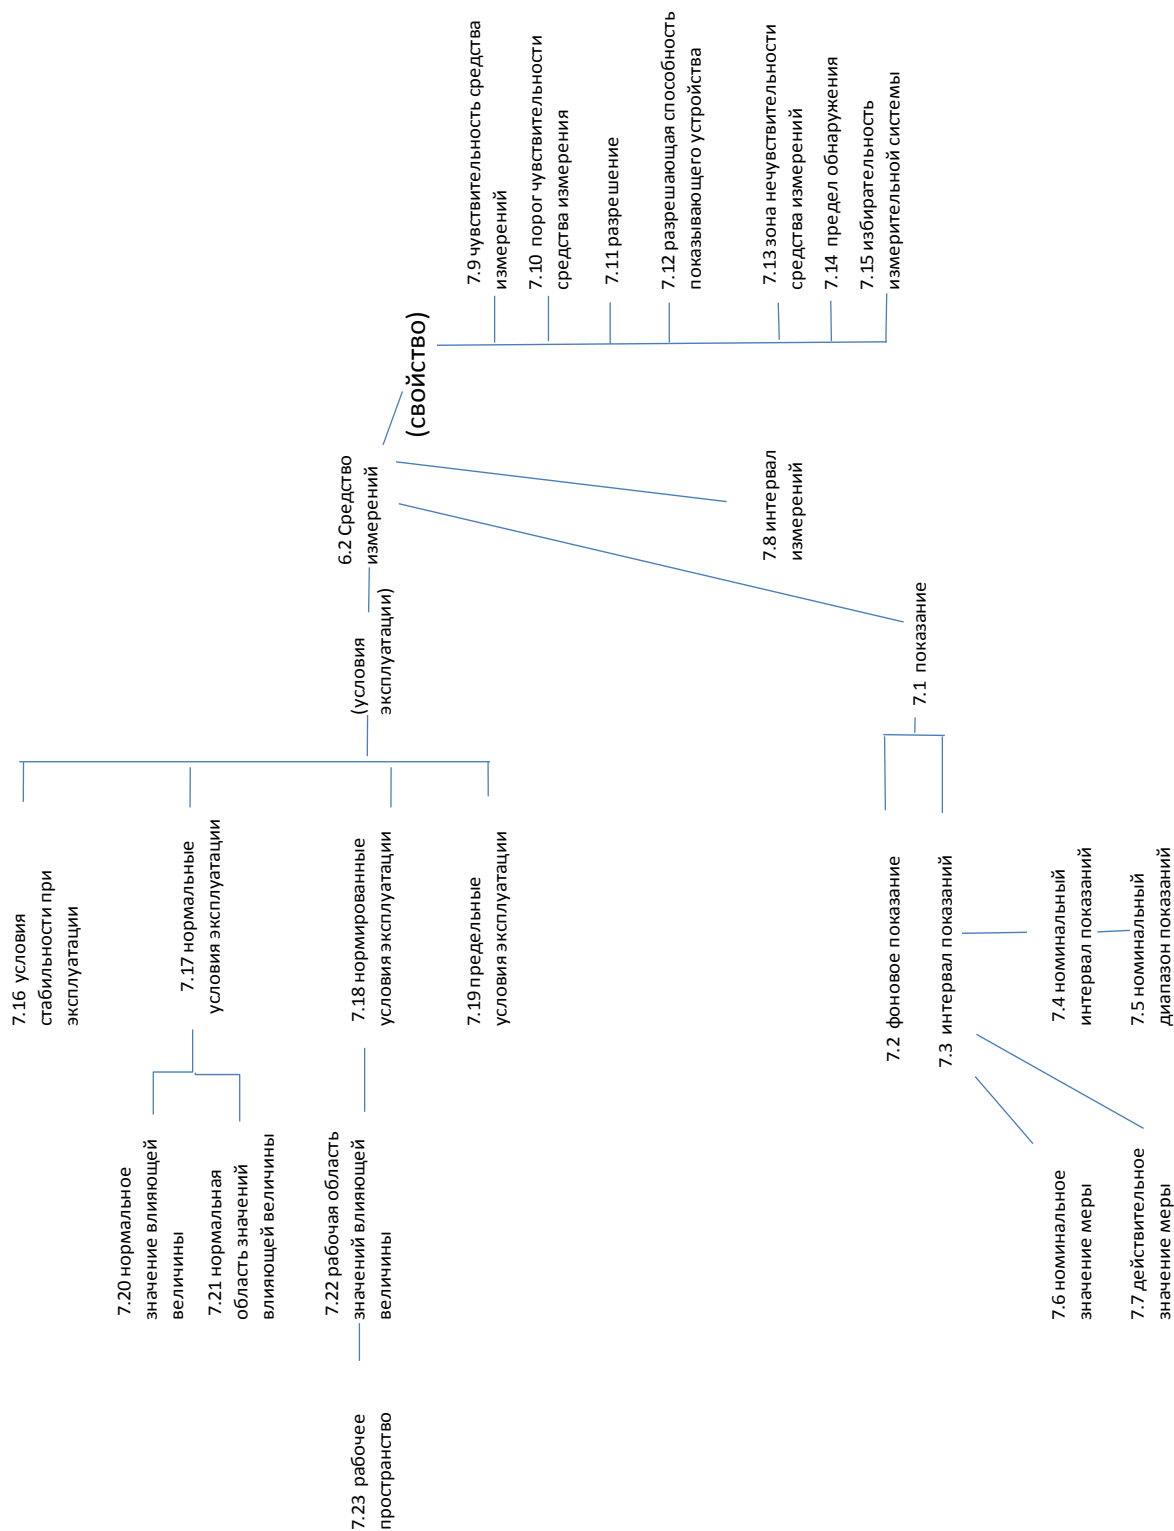 7.16 условия
стабильности при
эксплуатации
7.20 нормальное
значение влияющей
величины
7.17 нормальные
условия эксплуатации
7.21 нормальная
область значений
влияющей величины
7.23 рабочее
пространство
7.22 рабочая область
значений влияющей
величины
7.18 нормированные
условия эксплуатации
(условия
эксплуатации)
6.2 Средство
измерений
(свойство)
7.19 предельные
условия эксплуатации
7.9 чувствительность средства
измерений
7.10 порог чувствительности
средства измерения
7.11 разрешение
7.12 разрешающая способность
показывающего устройства
7.8 интервал
измерений
7.13 зона нечувствительности
средства измерений
7.14 предел обнаружения
7.15 избирательность
измерительной системы
7.2 фоновое показание
7.1 показание
7.3 интервал показаний
7.6 номинальное
значение меры
7.4 номинальный
интервал показаний
7.7 действительное
значение меры
7.5 номинальный
диапазон показаний